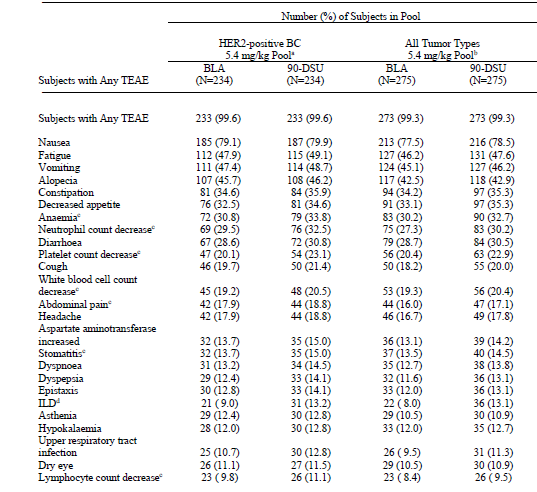 Number (%) of Subjects in Pool
HER2-positive BC All Tumor Types
5.4 mg/kg Poolᵃ 5.4 mg/kg Poolᵇ
BLA 90-DSU BLA 90-DSU
Subjects with Any TEAE (N=234) (N=234) (N=275) (N=275)
Subjects with Any TEAE 233 (99.6) 233 (99.6) 273 (99.3) 273 (99.3)
Nausea 185 (79.1) 187 (79.9) 213 (77.5) 216 (78.5)
Fatigue 112 (47.9) 115 (49.1) 127 (46.2) 131 (47.6)
Vomiting 111 (47.4) 114 (48.7) 124 (45.1) 127 (46.2)
Alopecia 107 (45.7) 108 (46.2) 117 (42.5) 118 (42.9)
Constipation 81 (34.6) 84 (35.9) 94 (34.2) 97 (35.3)
Decreased appetite 76 (32.5) 81 (34.6) 91 (33.1) 97 (35.3)
Anaemiaᶜ 72 (30.8) 79 (33.8) 83 (30.2) 90 (32.7)
Neutrophil count decreaseᶜ 69 (29.5) 76 (32.5) 75 (27.3) 83 (30.2)
Diarrhoea 67 (28.6) 72 (30.8) 79 (28.7) 84 (30.5)
Platelet count decreaseᶜ 47 (20.1) 54 (23.1) 56 (20.4) 63 (22.9)
Cough 46 (19.7) 50 (21.4) 50 (18.2) 55 (20.0)
White blood cell count
decreaseᶜ 45 (19.2) 48 (20.5) 53 (19.3) 56 (20.4)
Abdominal painᶜ 42 (17.9) 44 (18.8) 44 (16.0) 47 (17.1)
Headache 42 (17.9) 44 (18.8) 46 (16.7) 49 (17.8)
Aspartate aminotransferase
increased 32 (13.7) 35 (15.0) 36 (13.1) 39 (14.2)
Stomatitisᶜ 32 (13.7) 35 (15.0) 37 (13.5) 40 (14.5)
Dyspnoea 31 (13.2) 34 (14.5) 35 (12.7) 38 (13.8)
Dyspepsia 29 (12.4) 33 (14.1) 32 (11.6) 36 (13.1)
Epistaxis 30 (12.8) 33 (14.1) 33 (12.0) 36 (13.1)
ILDᵈ 21 ( 9.0) 31 (13.2) 22 ( 8.0) 36 (13.1)
Asthenia 29 (12.4) 30 (12.8) 29 (10.5) 30 (10.9)
Hypokalaemia 28 (12.0) 30 (12.8) 33 (12.0) 35 (12.7)
Upper respiratory tract
infection 25 (10.7) 30 (12.8) 26 ( 9.5) 31 (11.3)
Dry eye 26 (11.1) 27 (11.5) 29 (10.5) 30 (10.9)
Lymphocyte count decreaseᶜ 23 ( 9.8) 26 (11.1) 23 ( 8.4) 26 ( 9.5)